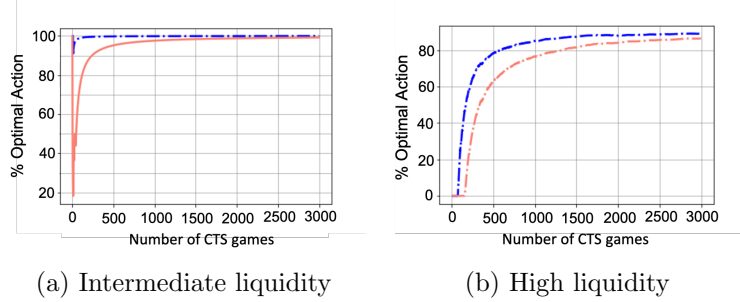 % Optimal Action
100
80
60
40
20
0 500 1000 1500 2000 2500 3000
Number of CTS games
(a) Intermediate liquidity
% Optimal Action
80
60
40
20
0
0 500 1000 1500 2000 2500 3000
Number of CTS games
(b) High liquidity